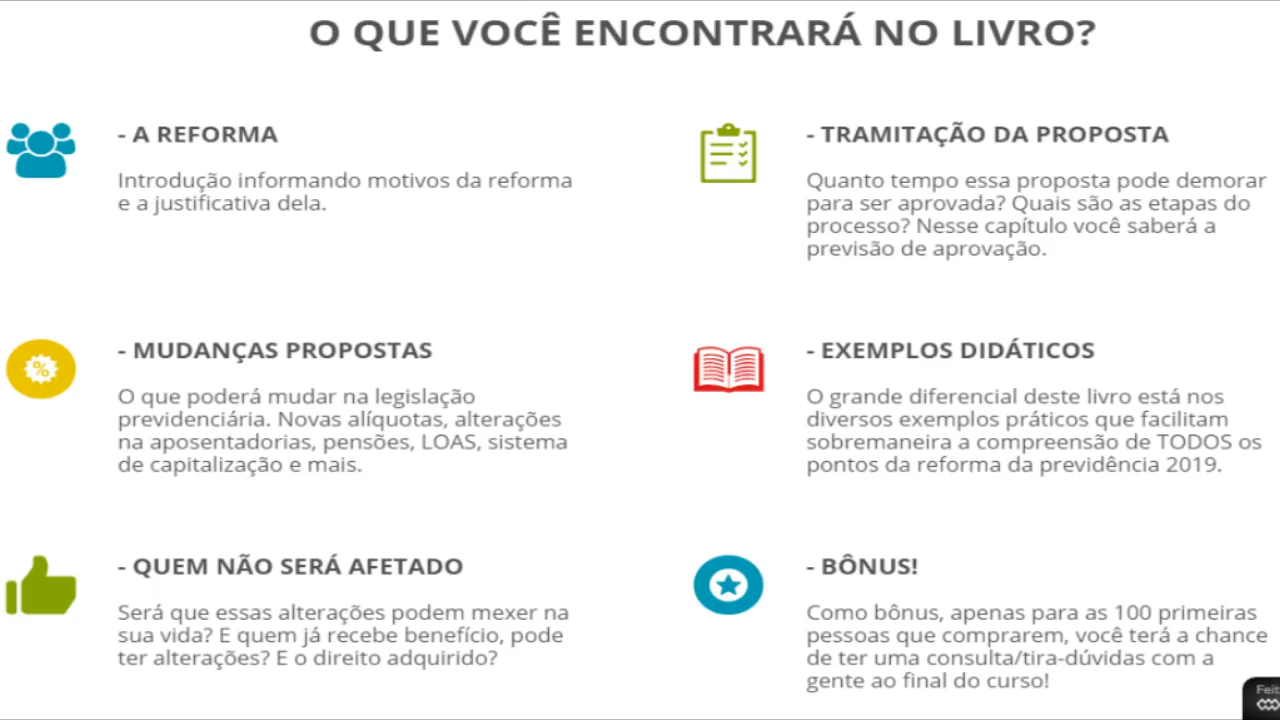 O QUE VOCÊ ENCONTRARÁ NO LIVRO?
- A REFORMA
Introdução informando motivos da reforma
e a justificativa dela.
- TRAMITAÇÃO DA PROPOSTA
Quanto tempo essa proposta pode demorar
para ser aprovada? Quais são as etapas do
processo? Nesse capítulo você saberá a
previsão de aprovação.
- MUDANÇAS PROPOSTAS
O que poderá mudar na legislação
previdenciária. Novas alíquotas, alterações
na aposentadorias, pensões, LOAS, sistema
de capitalização e mais.
- EXEMPLOS DIDÁTICOS
O grande diferencial deste livro está nos
diversos exemplos práticos que facilitam
sobremaneira a compreensão de TODOS os
pontos da reforma da previdência 2019.
- QUEM NÃO SERÁ AFETADO
Será que essas alterações podem mexer na
sua vida? E quem já recebe benefício, pode
ter alterações? E o direito adquirido?
- BÔNUS!
Como bônus, apenas para as 100 primeiras
pessoas que comprarem, você terá a chance
de ter uma consulta/tira-dúvidas com a
gente ao final do curso!
%